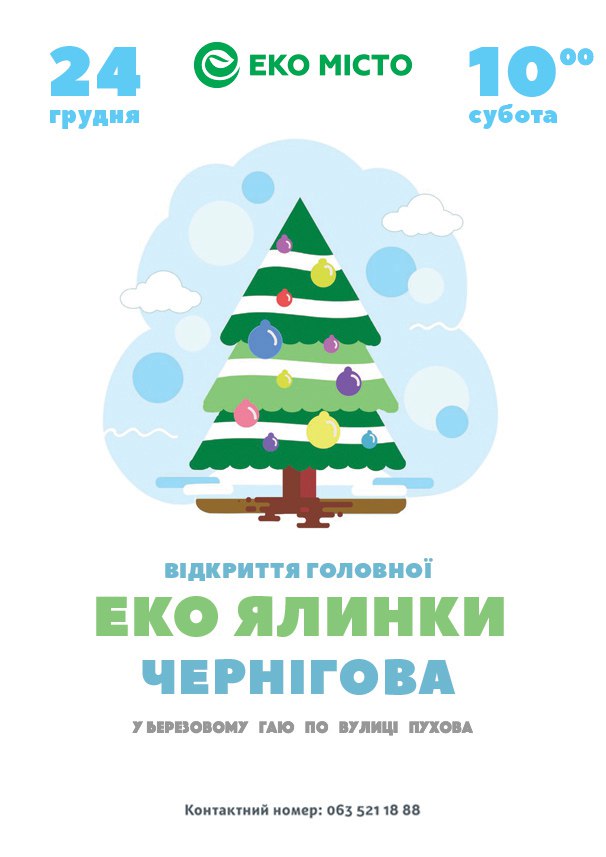 24
грудня
ЕКО МІСТО
10⁰⁰
субота
ВІДКРИТТЯ ГОЛОВНОЇ
ЕКО ЯЛИНКИ
ЧЕРНІГОВА
У БЕРЕЗОВОМУ ГАЮ ПО ВУЛИЦІ ПУХОВА
Контактний номер: 063 521 18 88